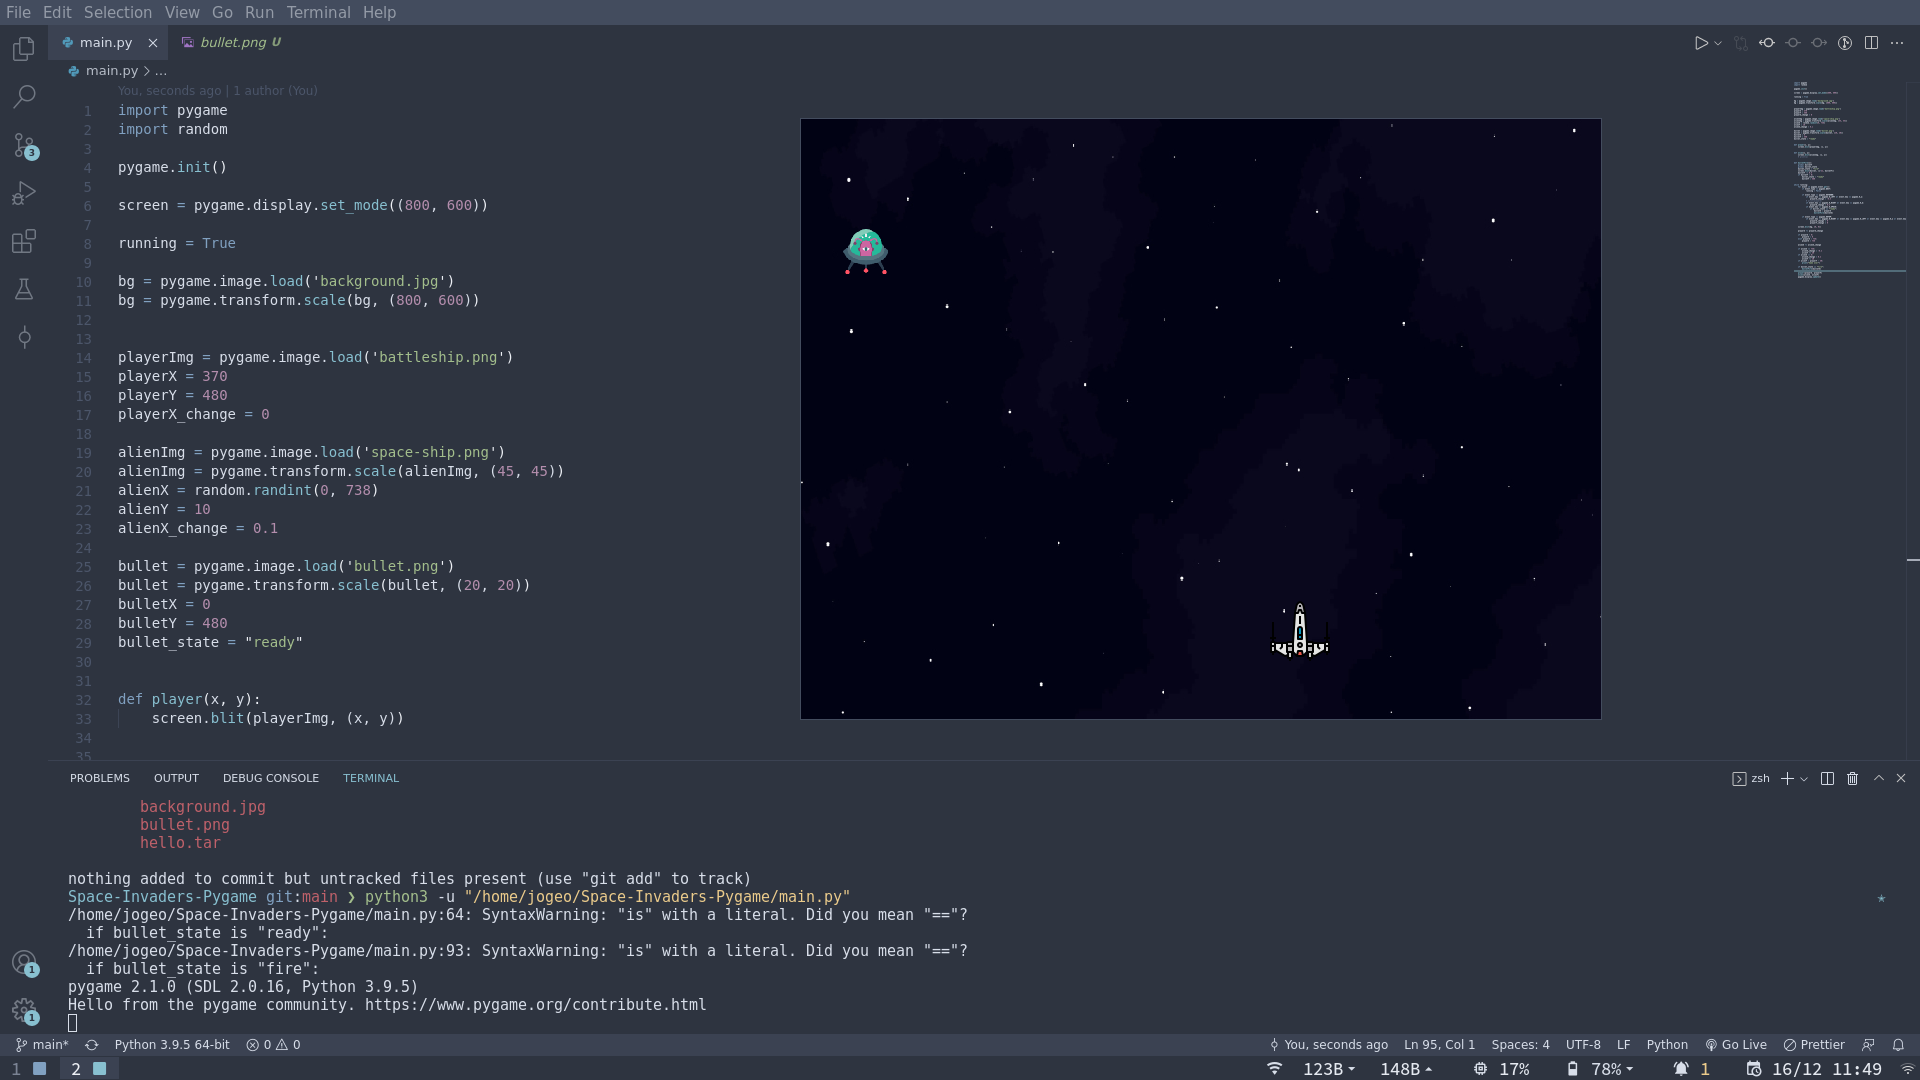 File Edit Selection View Go Run Terminal Help
main.py
bullet.png U
main.py > ...
You, seconds ago | 1 author (You)
1 import pygame
2 import random
3
4 pygame.init()
5
6 screen = pygame.display.set_mode((800, 600))
7
8 running = True
9
10 bg = pygame.image.load('background.jpg')
11 bg = pygame.transform.scale(bg, (800, 600))
12
13
14 playerImg = pygame.image.load('battleship.png')
15 playerX = 370
16 playerY = 480
17 playerX_change = 0
18
19 alienImg = pygame.image.load('space-ship.png')
20 alienImg = pygame.transform.scale(alienImg, (45, 45))
21 alienX = random.randint(0, 738)
22 alienY = 10
23 alienX_change = 0.1
24
25 bullet = pygame.image.load('bullet.png')
26 bullet = pygame.transform.scale(bullet, (20, 20))
27 bulletX = 0
28 bulletY = 480
29 bullet_state = "ready"
30
31
32 def player(x, y):
33 screen.blit(playerImg, (x, y))
34
35
PROBLEMS OUTPUT DEBUG CONSOLE TERMINAL
zsh
background.jpg
bullet.png
hello.tar
nothing added to commit but untracked files present (use "git add" to track)
Space-Invaders-Pygame git:main ❯ python3 -u "/home/jogeo/Space-Invaders-Pygame/main.py"
/home/jogeo/Space-Invaders-Pygame/main.py:64: SyntaxWarning: "is" with a literal. Did you mean "=="?
if bullet_state is "ready":
/home/jogeo/Space-Invaders-Pygame/main.py:93: SyntaxWarning: "is" with a literal. Did you mean "=="?
if bullet_state is "fire":
pygame 2.1.0 (SDL 2.0.16, Python 3.9.5)
Hello from the pygame community. https://www.pygame.org/contribute.html
3
1
1
main* Python 3.9.5 64-bit 0 0
You, seconds ago Ln 95, Col 1 Spaces: 4 UTF-8 LF Python Go Live Prettier
1 2
123B 148B 17% 78% 1 16/12 11:49